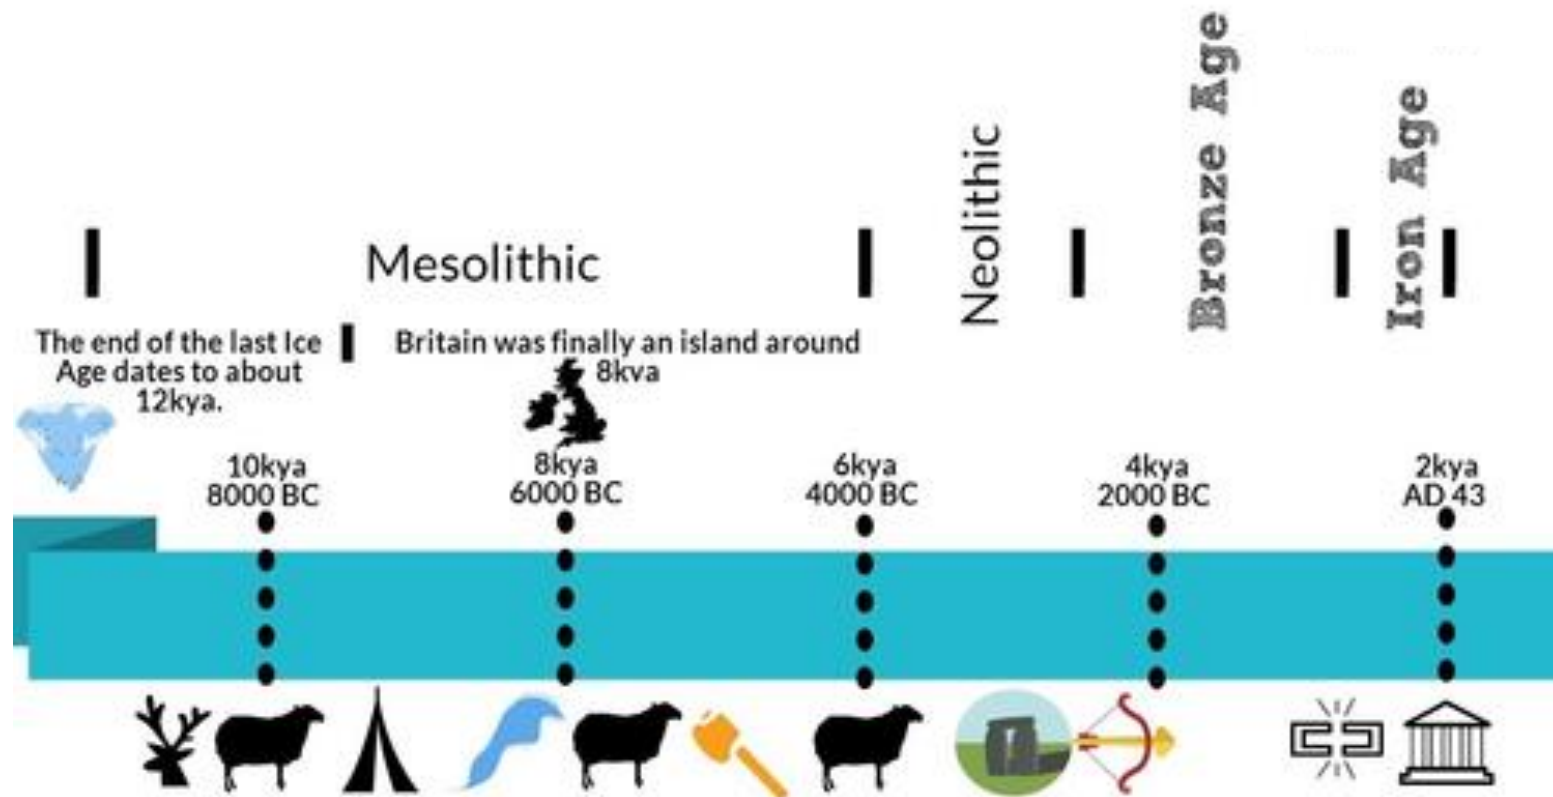 Bronze Age
Iron Age
Neolithic
Mesolithic
The end of the last Ice
Age dates to about
12kya.
Britain was finally an island around
8kya
10kya
8000 BC
8kya
6000 BC
6kya
4000 BC
4kya
2000 BC
2kya
AD 43